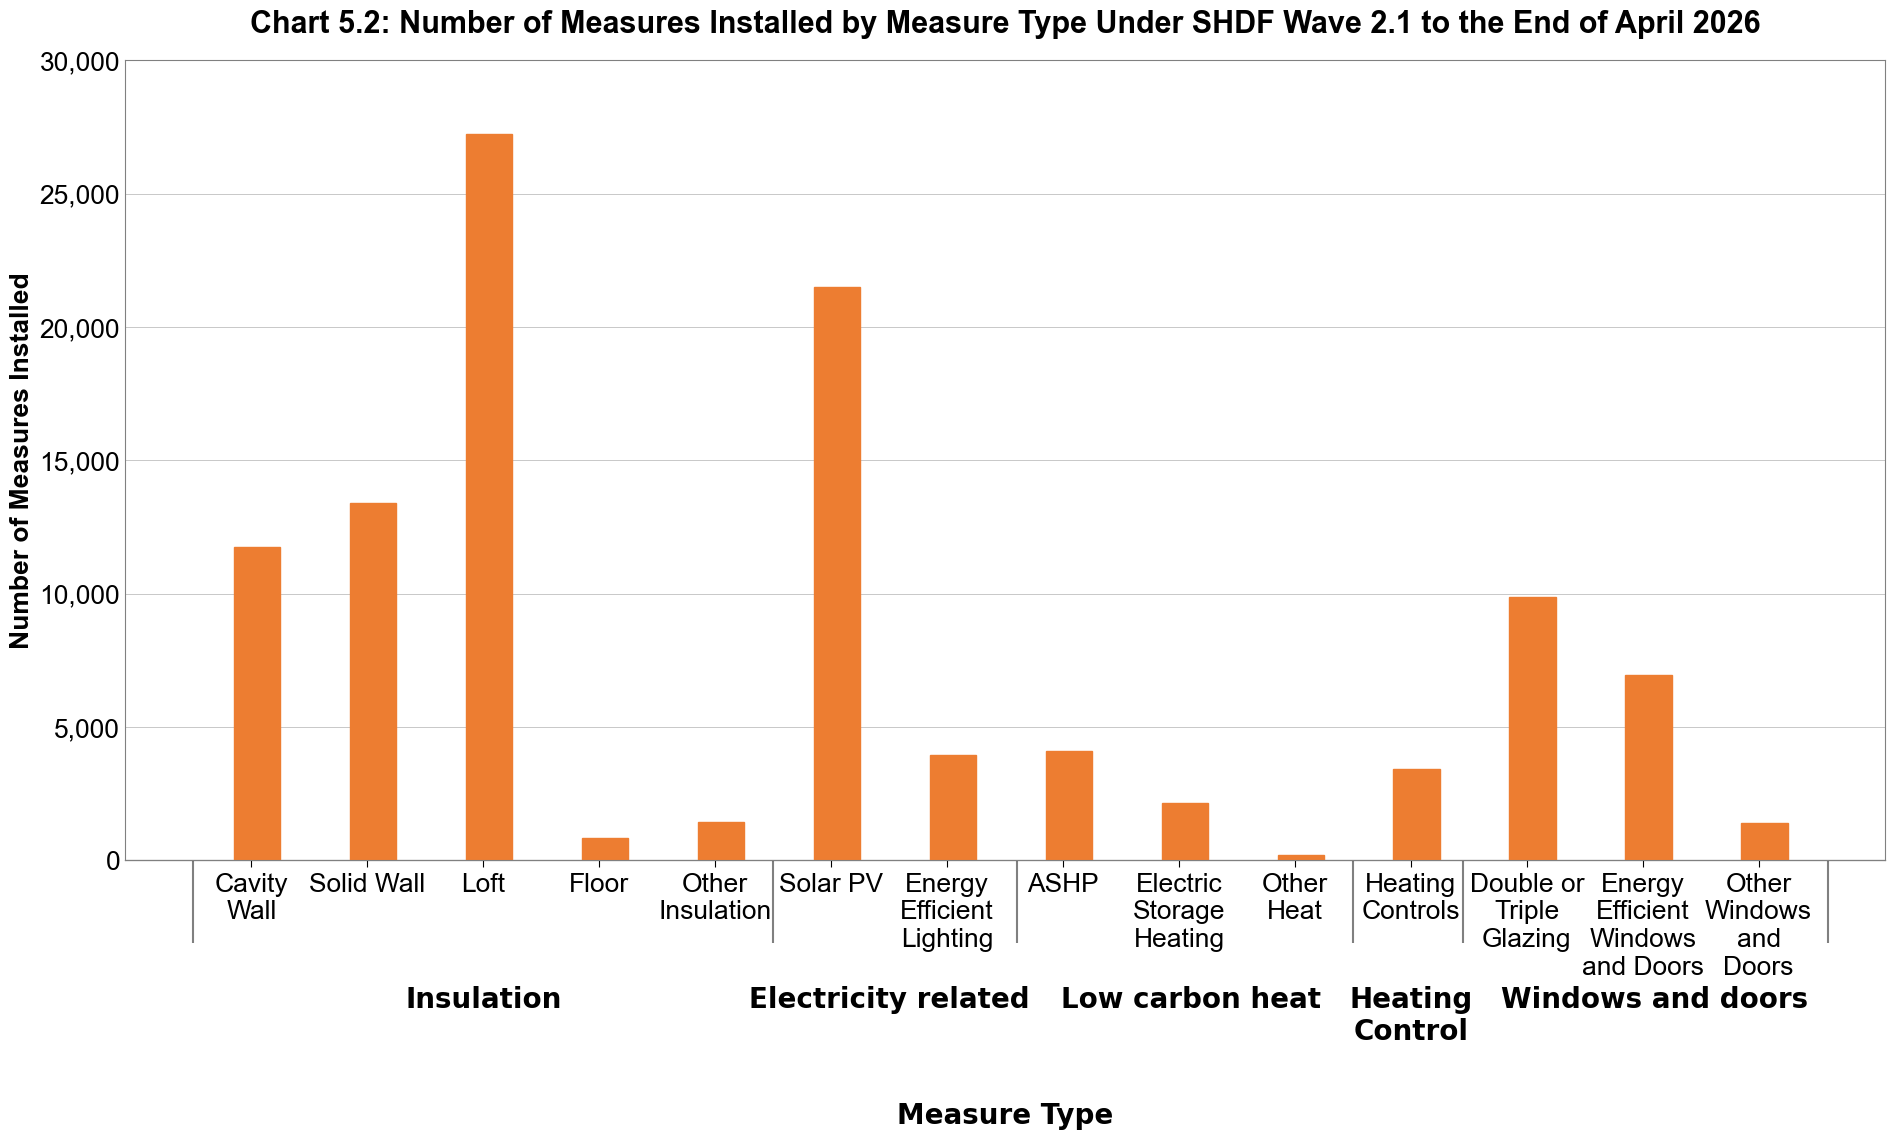 Chart 5.2: Number of Measures Installed by Measure Type Under SHDF Wave 2.1 to the End of April 2026
Number of Measures Installed
30,000
25,000
20,000
15,000
10,000
5,000
0
Cavity
Wall
Solid Wall
Loft
Floor
Other
Insulation
Solar PV
Energy
Efficient
Lighting
ASHP
Electric
Storage
Heating
Other
Heat
Heating
Controls
Double or
Triple
Glazing
Energy
Efficient
Windows
and Doors
Other
Windows
and
Doors
Insulation
Electricity related
Low carbon heat
Heating
Control
Windows and doors
Measure Type